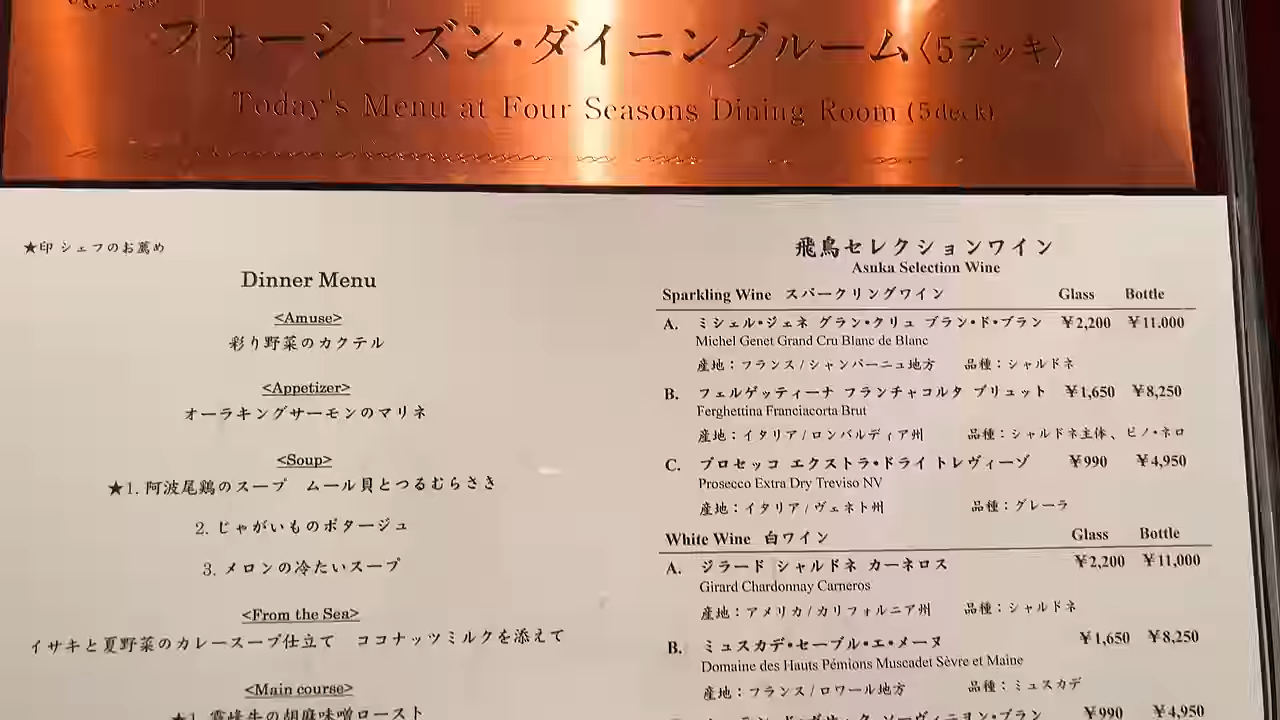 フォーシーズン・ダイニングルーム〈5デッキ〉
Today's Menu at Four Seasons Dining Room (5deck)
★印 シェフのお薦め
Dinner Menu
<Amuse>
彩り野菜のカクテル
<Appetizer>
オーラキングサーモンのマリネ
<Soup>
★1. 阿波尾鶏のスープ ムール貝とつるむらさき
2. じゃがいものポタージュ
3. メロンの冷たいスープ
<From the Sea>
イサキと夏野菜のカレースープ仕立て ココナッツミルクを添えて
<Main course>
★1. 霧峰牛の胡麻味噌ロースト
飛鳥セレクションワイン
Asuka Selection Wine
Sparkling Wine スパークリングワイン Glass Bottle
A. ミシェル・ジェネ グラン・クリュ ブラン・ド・ブラン ¥2,200 ¥11.000
Michel Genet Grand Cru Blanc de Blanc
産地：フランス/シャンパーニュ地方 品種：シャルドネ
B. フェルゲッティーナ フランチャコルタ ブリュット ¥1,650 ¥8,250
Ferghettina Franciacorta Brut
産地：イタリア/ロンバルディア州 品種：シャルドネ主体、ピノ・ネロ
C. プロセッコ エクストラ・ドライ トレヴィーゾ ¥990 ¥4,950
Prosecco Extra Dry Treviso NV
産地：イタリア/ヴェネト州 品種：グレーラ
White Wine 白ワイン Glass Bottle
A. ジラード シャルドネ カーネロス ¥2,200 ¥11,000
Girard Chardonnay Carneros
産地：アメリカ/カリフォルニア州 品種：シャルドネ
B. ミュスカデ・セーブル・エ・メーヌ ¥1,650 ¥8,250
Domaine des Hauts Pémions Muscadet Sèvre et Maine
産地：フランス/ロワール地方 品種：ミュスカデ
ソーヴィニヨン・ブラン ¥990 ¥4,950